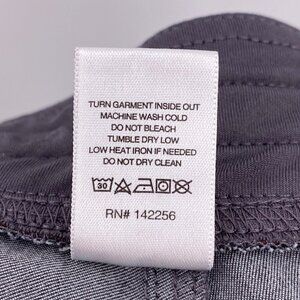 TURN GARMENT INSIDE OUT
MACHINE WASH COLD
DO NOT BLEACH
TUMBLE DRY LOW
LOW HEAT IRON IF NEEDED
DO NOT DRY CLEAN
30
RN# 142256